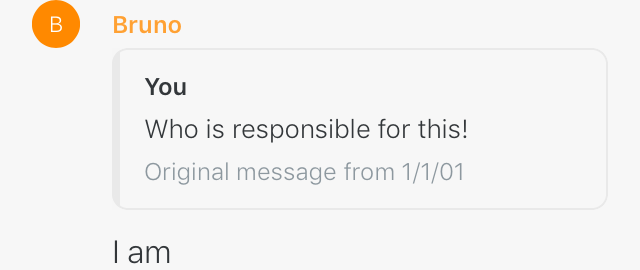 B
Bruno
You
Who is responsible for this!
Original message from 1/1/01
I am